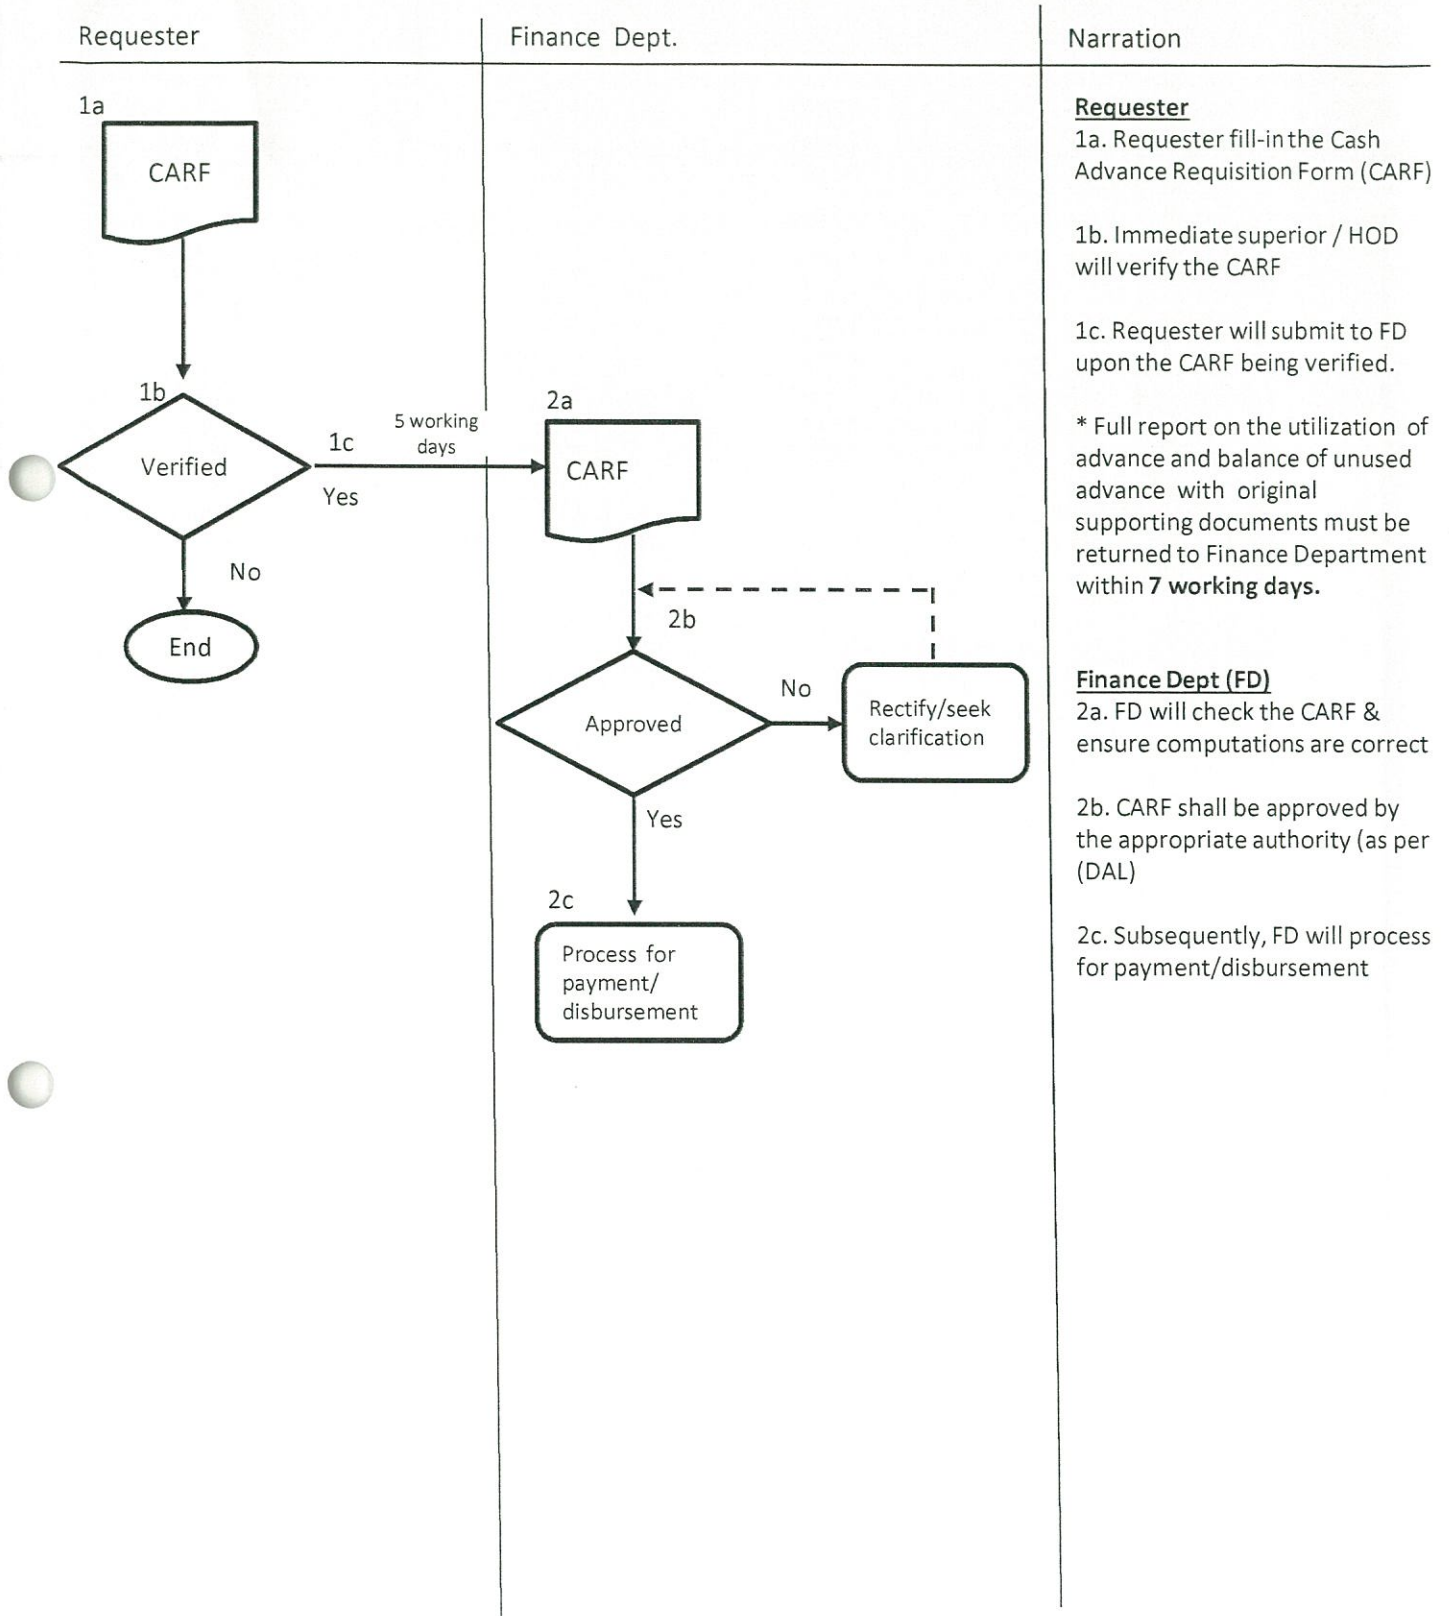 Requester
Finance Dept.
Narration
1a
CARF
1b
Verified
1c
Yes
5 working
days
No
End
2a
CARF
2b
Approved
No
Rectify/seek
clarification
Yes
2c
Process for
payment/
disbursement
Requester
1a. Requester fill-in the Cash
Advance Requisition Form (CARF)
1b. Immediate superior / HOD
will verify the CARF
1c. Requester will submit to FD
upon the CARF being verified.
* Full report on the utilization of
advance and balance of unused
advance with original
supporting documents must be
returned to Finance Department
within 7 working days.
Finance Dept (FD)
2a. FD will check the CARF &
ensure computations are correct
2b. CARF shall be approved by
the appropriate authority (as per
(DAL)
2c. Subsequently, FD will process
for payment/disbursement